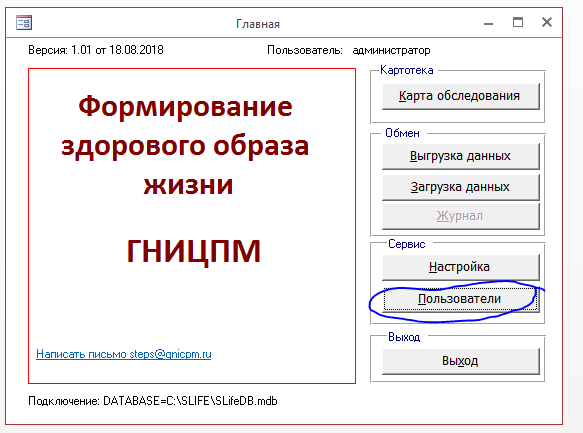 Главная
Версия: 1.01 от 18.08.2018 Пользователь: администратор
Формирование
здорового образа
жизни
ГНИЦПМ
Написать письмо steps@gnicpm.ru
Картотека
Карта обследования
Обмен
Выгрузка данных
Загрузка данных
Журнал
Сервис
Настройка
Пользователи
Выход
Выход
Подключение: DATABASE=C:\SLIFE\SLifeDB.mdb